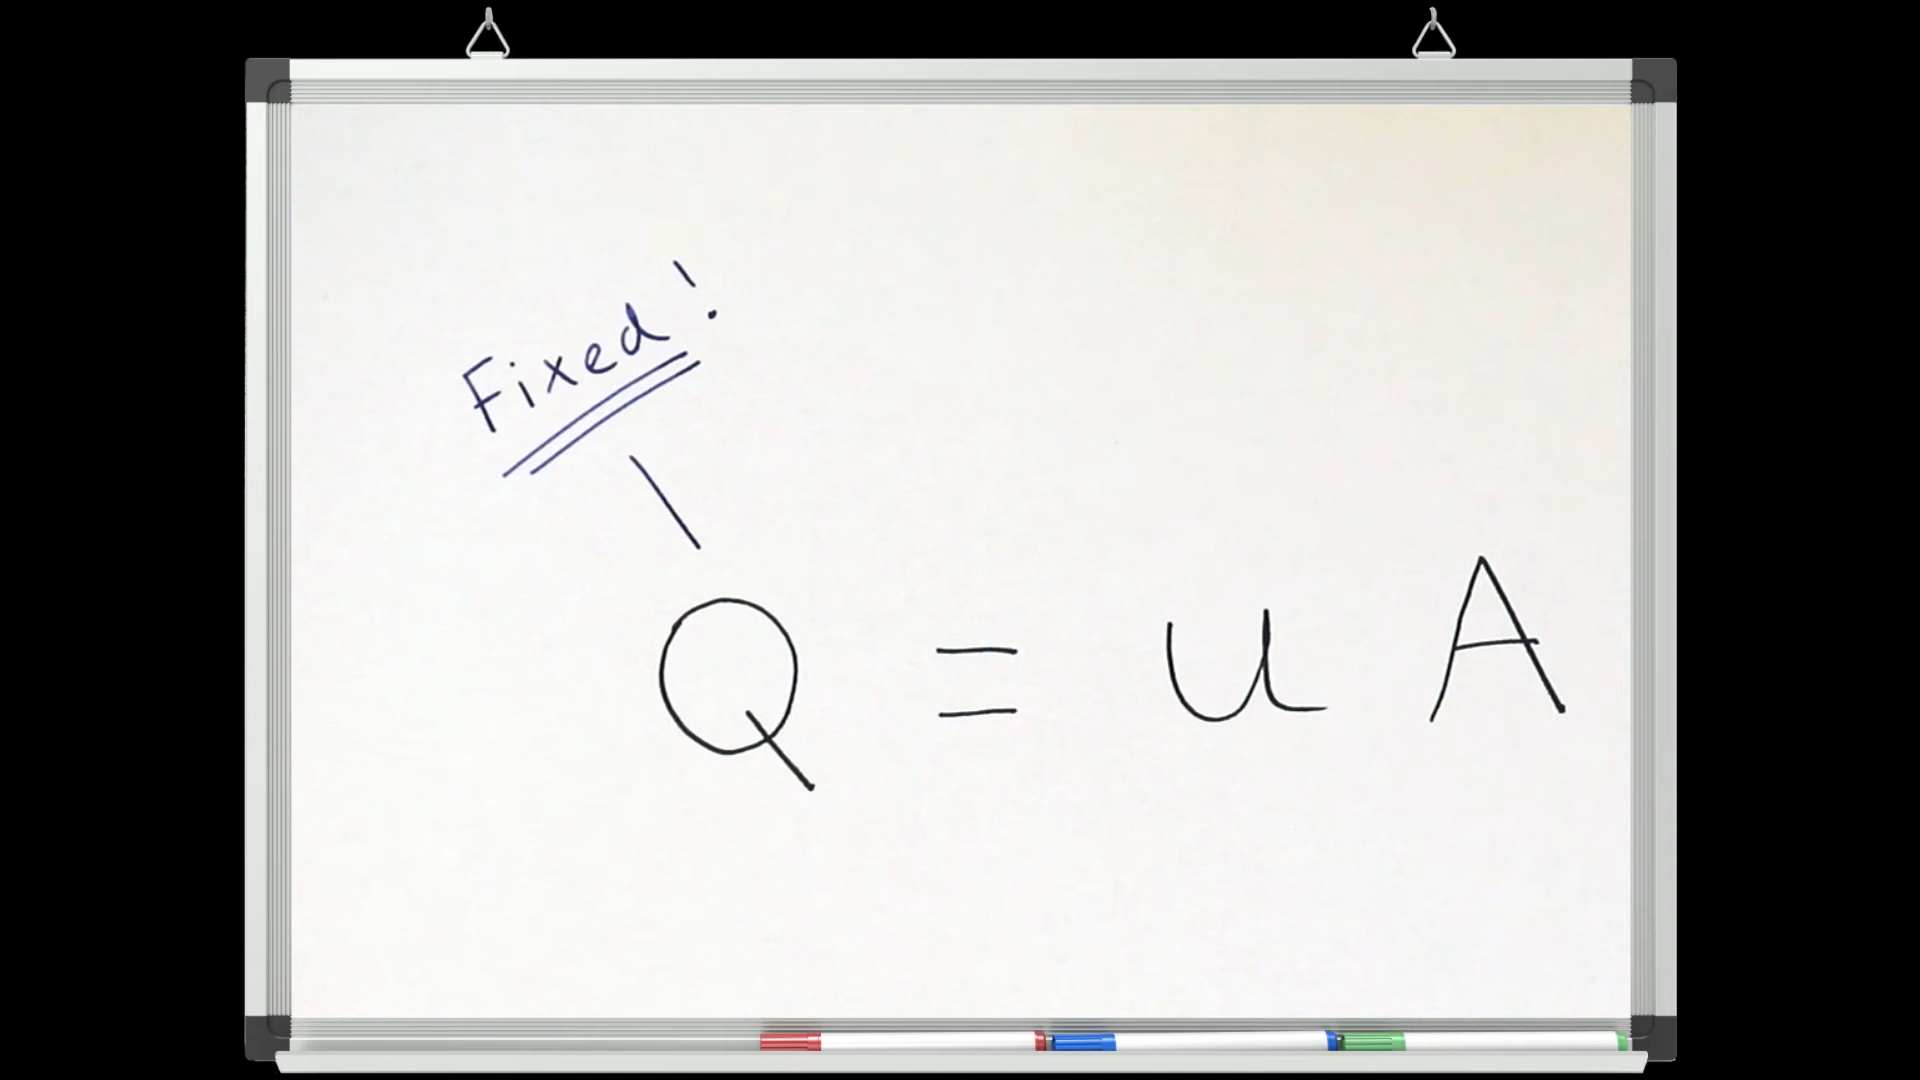 Fixed!
Q = u A